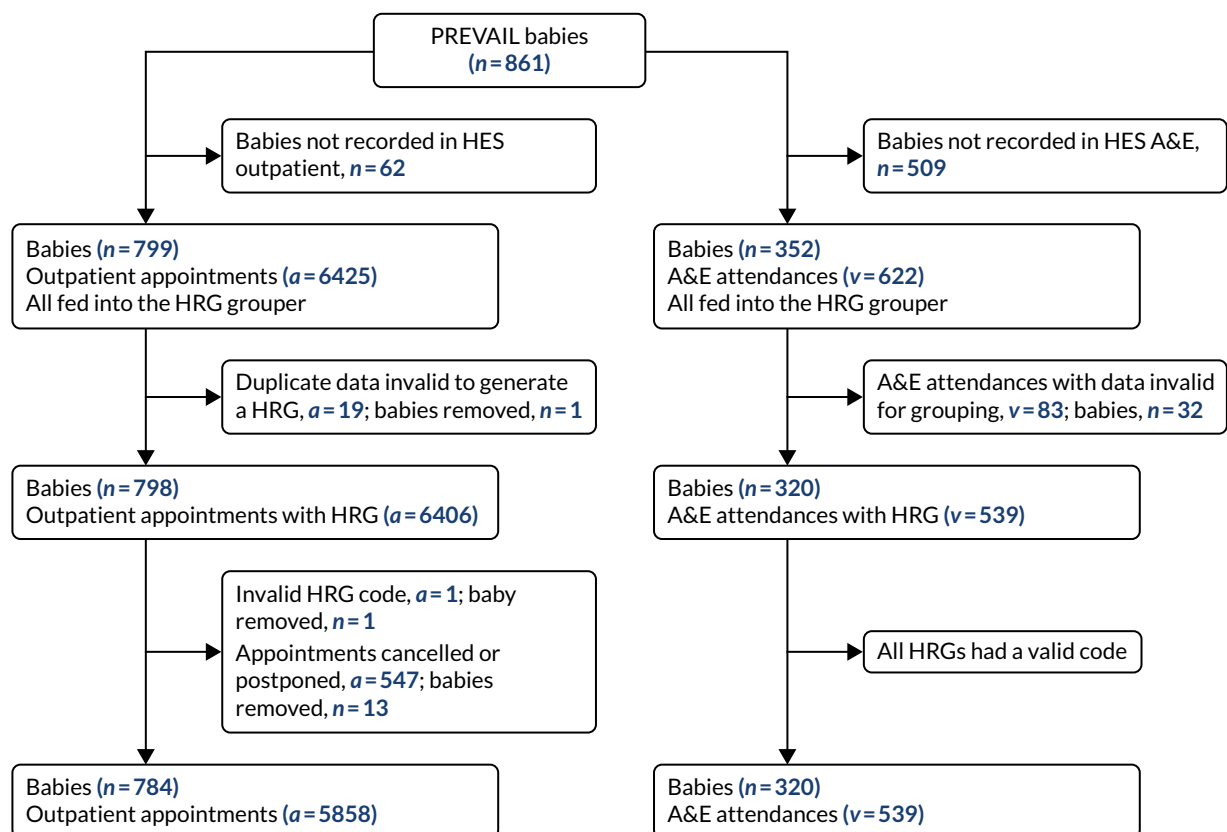 PREVAIL babies
(n=861)
Babies not recorded in HES
outpatient, n=62
Babies not recorded in HES A&E,
n=509
Babies (n=799)
Outpatient appointments (a=6425)
All fed into the HRG grouper
Babies (n=352)
A&E attendances (v=622)
All fed into the HRG grouper
Duplicate data invalid to generate
a HRG, a=19; babies removed, n=1
A&E attendances with data invalid
for grouping, v=83; babies, n=32
Babies (n=798)
Outpatient appointments with HRG (a=6406)
Babies (n=320)
A&E attendances with HRG (v=539)
Invalid HRG code, a=1; baby
removed, n=1
Appointments cancelled or
postponed, a=547; babies
removed, n=13
All HRGs had a valid code
Babies (n=784)
Outpatient appointments (a=5858)
Babies (n=320)
A&E attendances (v=539)